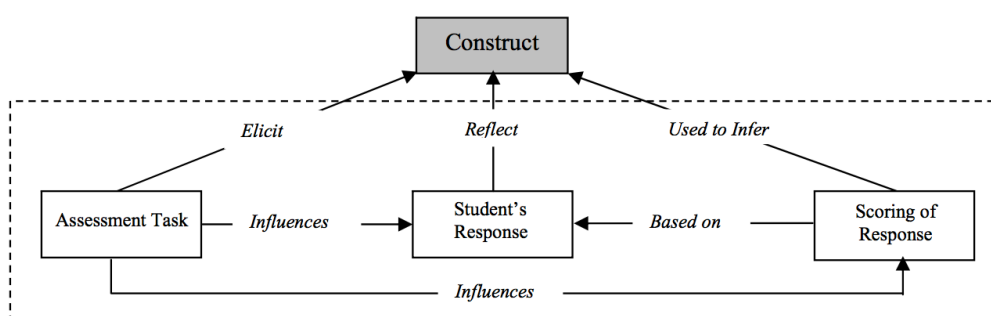 Construct
Elicit
Reflect
Used to Infer
Assessment Task
Influences
Student's
Response
Based on
Scoring of
Response
Influences